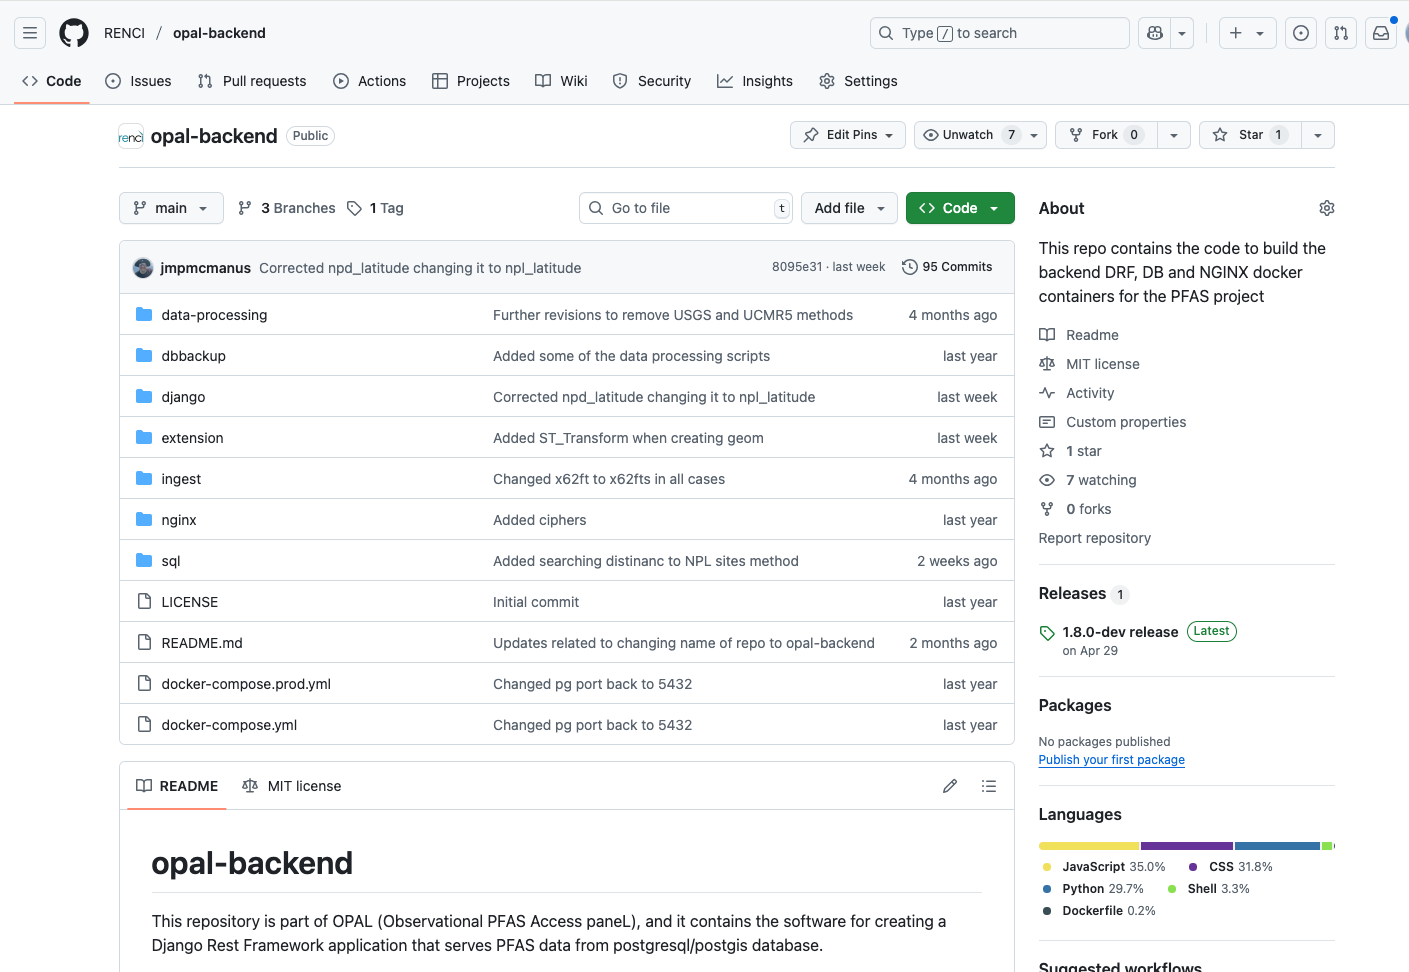 RENCI / opal-backend
Type / to search
Code
Issues
Pull requests
Actions
Projects
Wiki
Security
Insights
Settings
renci opal-backend Public
Edit Pins
Unwatch 7
Fork 0
Star 1
main
3 Branches
1 Tag
Go to file t
Add file
Code
jmpmcmanus Corrected npd_latitude changing it to npl_latitude 8095e31 · last week 95 Commits
data-processing Further revisions to remove USGS and UCMR5 methods 4 months ago
dbbackup Added some of the data processing scripts last year
django Corrected npd_latitude changing it to npl_latitude last week
extension Added ST_Transform when creating geom last week
ingest Changed x62ft to x62fts in all cases 4 months ago
nginx Added ciphers last year
sql Added searching distinanc to NPL sites method 2 weeks ago
LICENSE Initial commit last year
README.md Updates related to changing name of repo to opal-backend 2 months ago
docker-compose.prod.yml Changed pg port back to 5432 last year
docker-compose.yml Changed pg port back to 5432 last year
README
MIT license
opal-backend
This repository is part of OPAL (Observational PFAS Access paneL), and it contains the software for creating a
Django Rest Framework application that serves PFAS data from postgresql/postgis database.
About
This repo contains the code to build the
backend DRF, DB and NGINX docker
containers for the PFAS project
Readme
MIT license
Activity
Custom properties
1 star
7 watching
0 forks
Report repository
Releases 1
1.8.0-dev release Latest
on Apr 29
Packages
No packages published
Publish your first package
Languages
JavaScript 35.0% CSS 31.8%
Python 29.7% Shell 3.3%
Dockerfile 0.2%
Suggested workflows